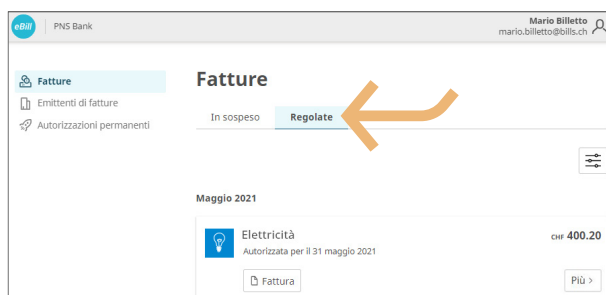 eBill
PNS Bank
Mario Billetto
mario.billetto@bills.ch
Fatture
Emittenti di fatture
Autorizzazioni permanenti
Fatture
In sospeso
Regolate
Maggio 2021
Elettricità
CHF 400.20
Autorizzata per il 31 maggio 2021
Fattura
Più >